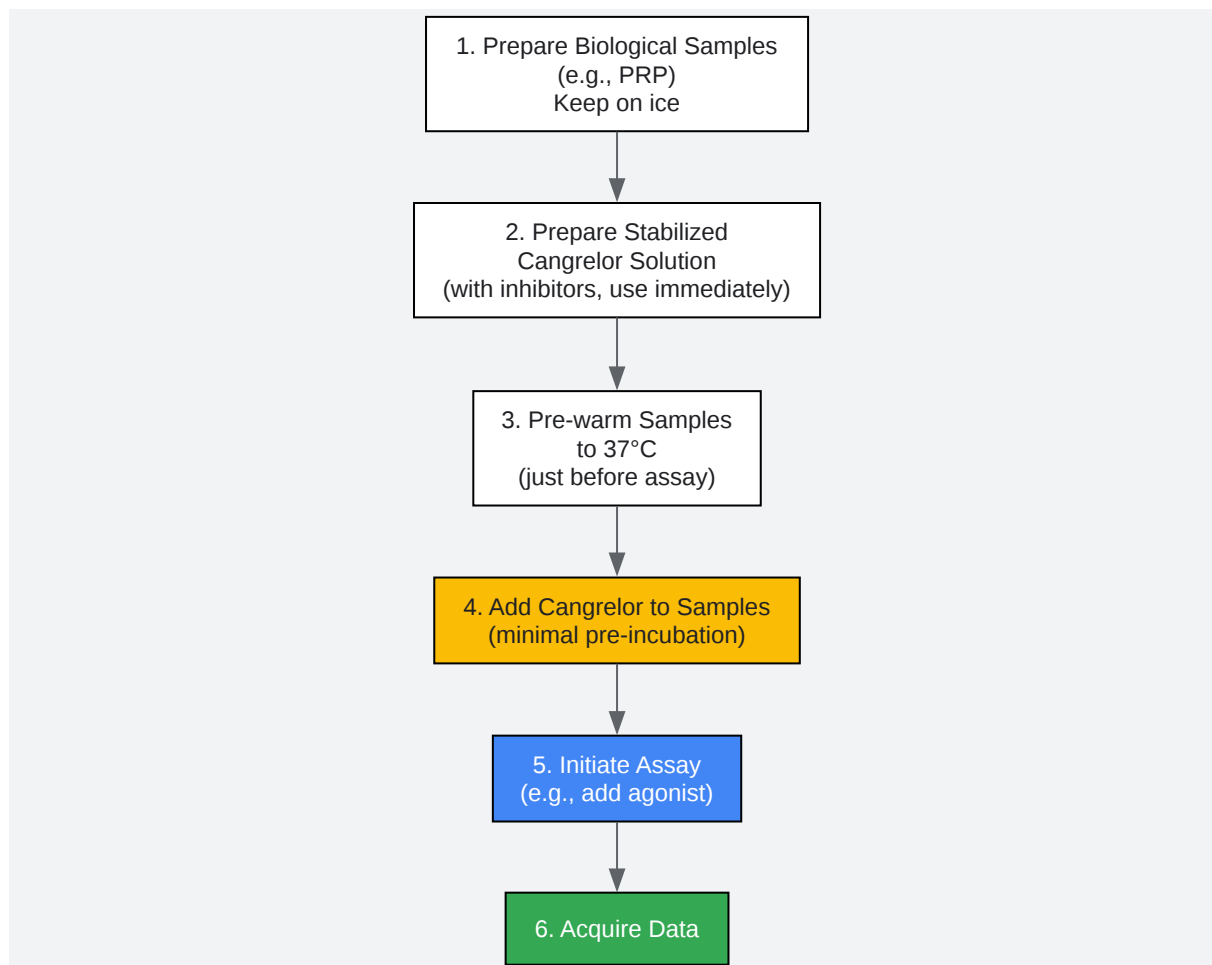 1. Prepare Biological Samples
(e.g., PRP)
Keep on ice
2. Prepare Stabilized
Cangrelor Solution
(with inhibitors, use immediately)
3. Pre-warm Samples
to 37°C
(just before assay)
4. Add Cangrelor to Samples
(minimal pre-incubation)
5. Initiate Assay
(e.g., add agonist)
6. Acquire Data